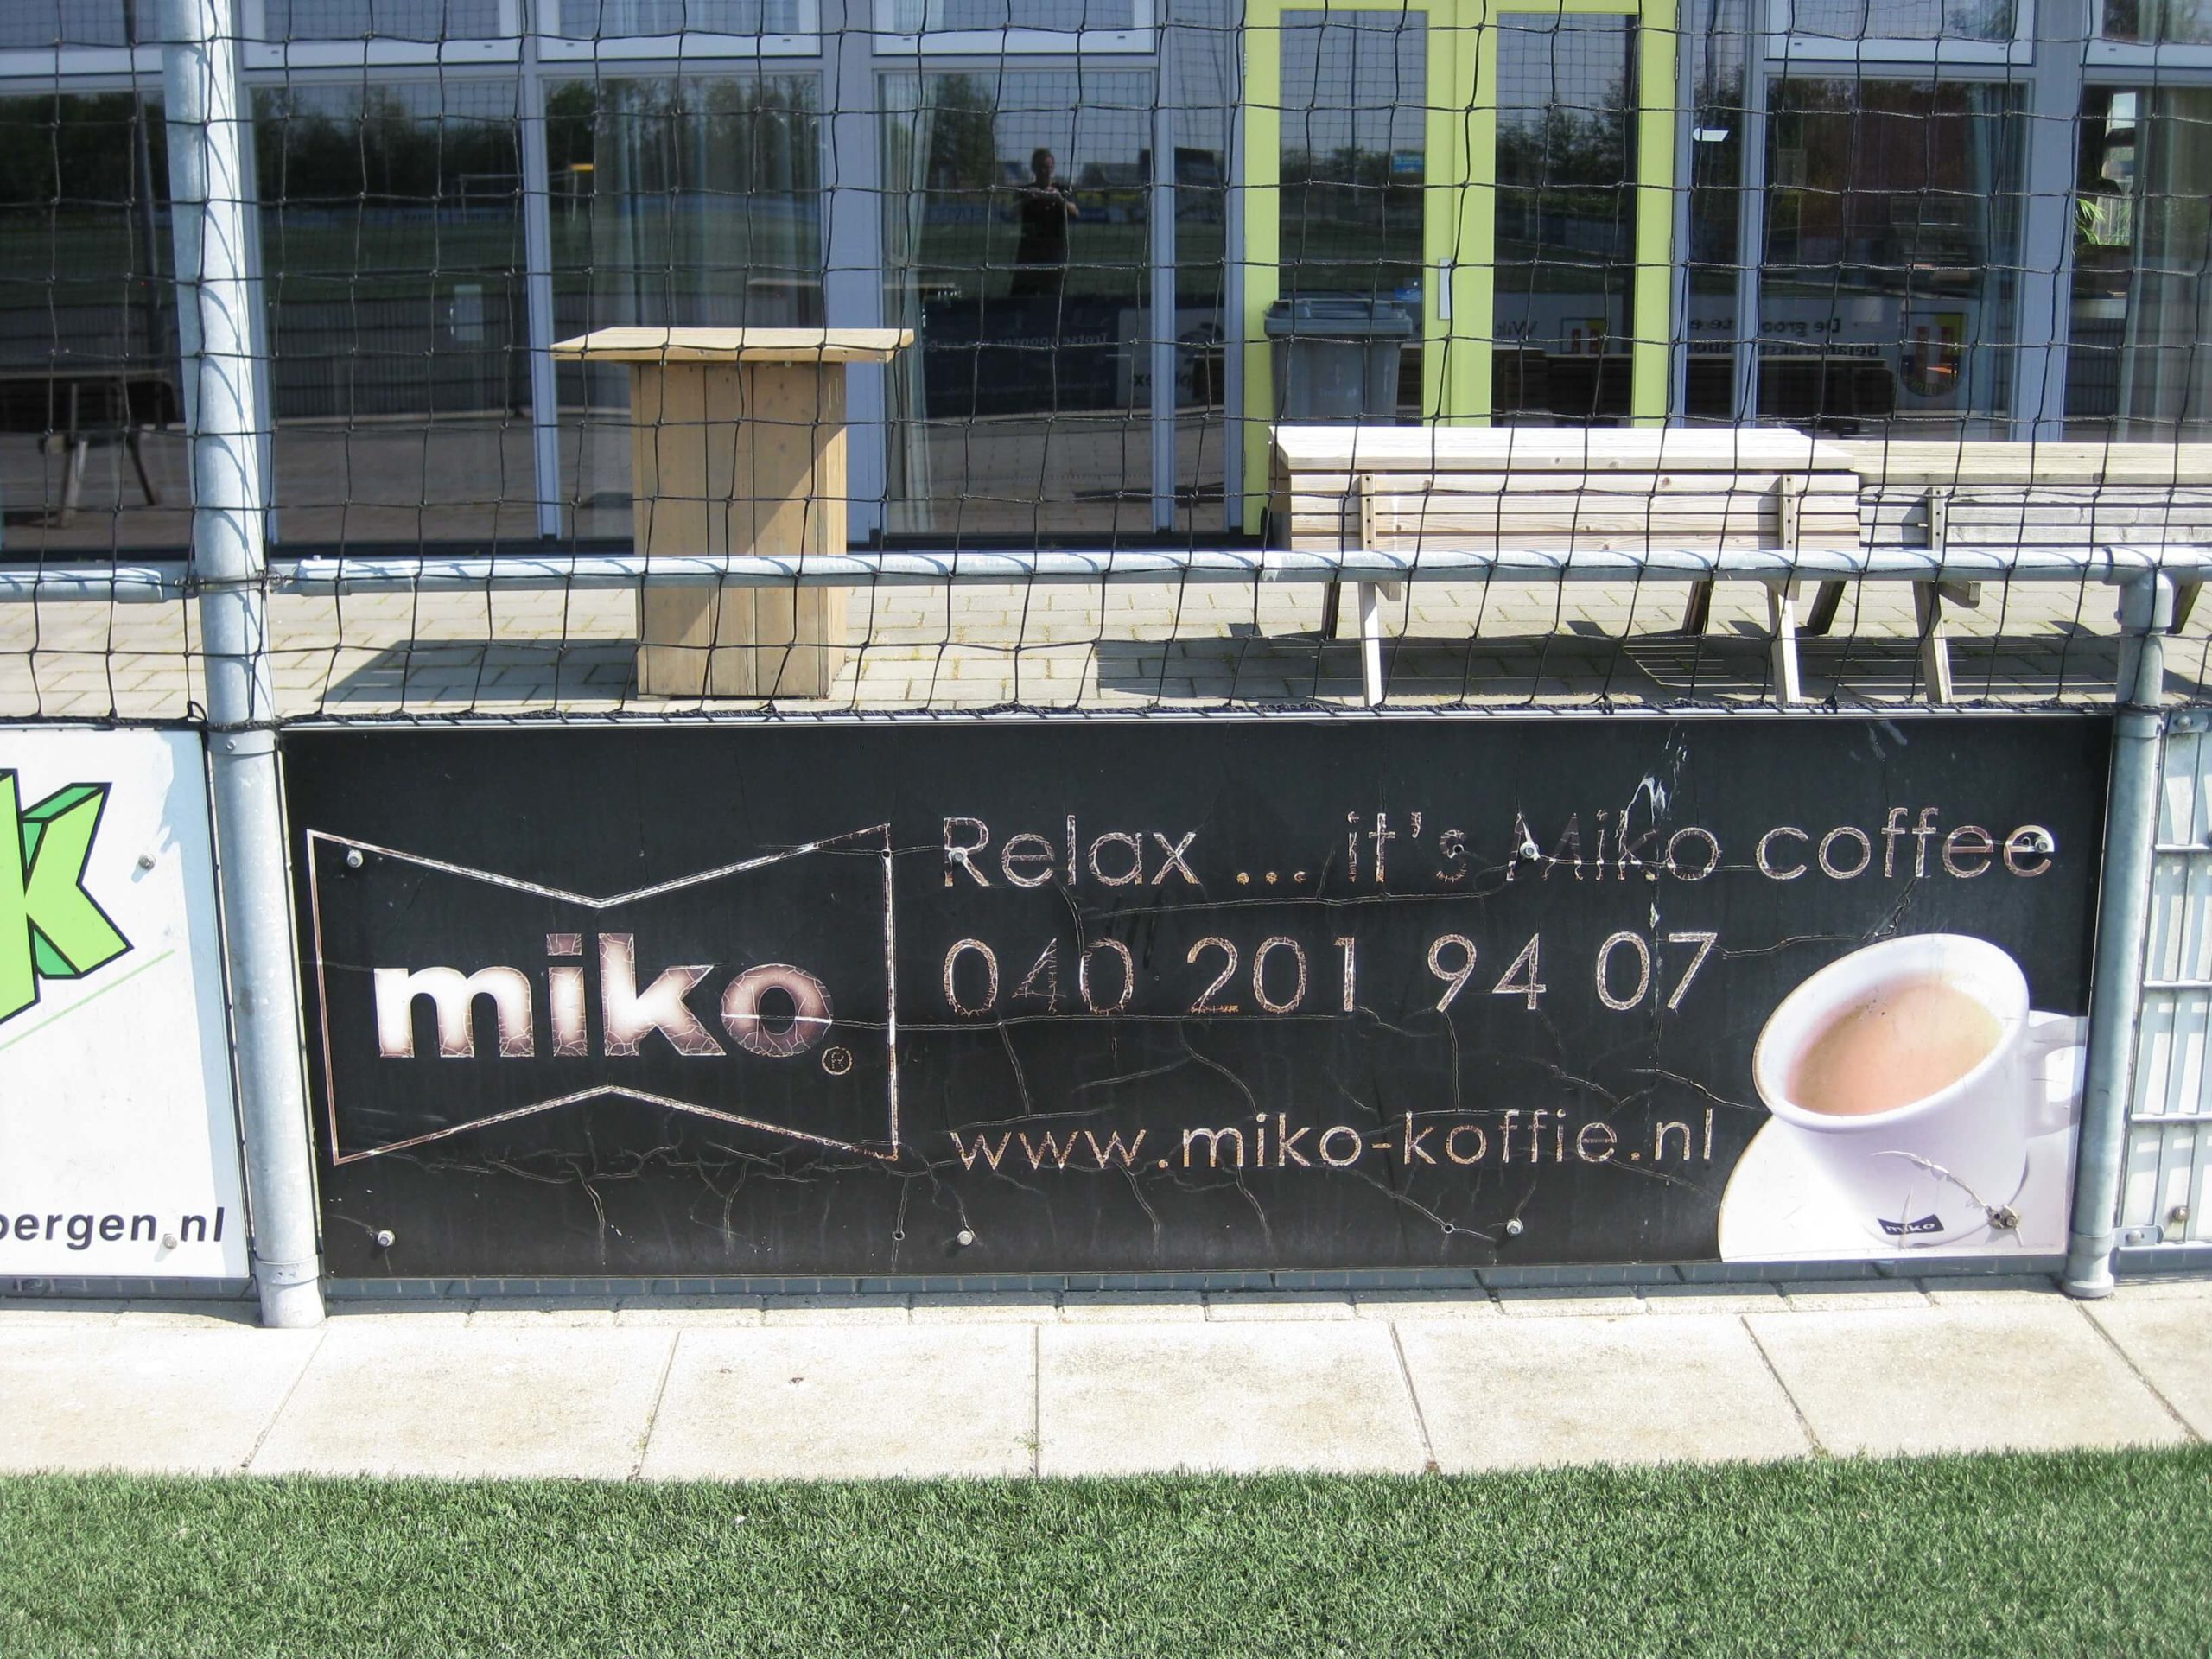 miko
®
Relax ... it's Miko coffee
040 201 94 07
www.miko-koffie.nl
miko
K
bergen.nl